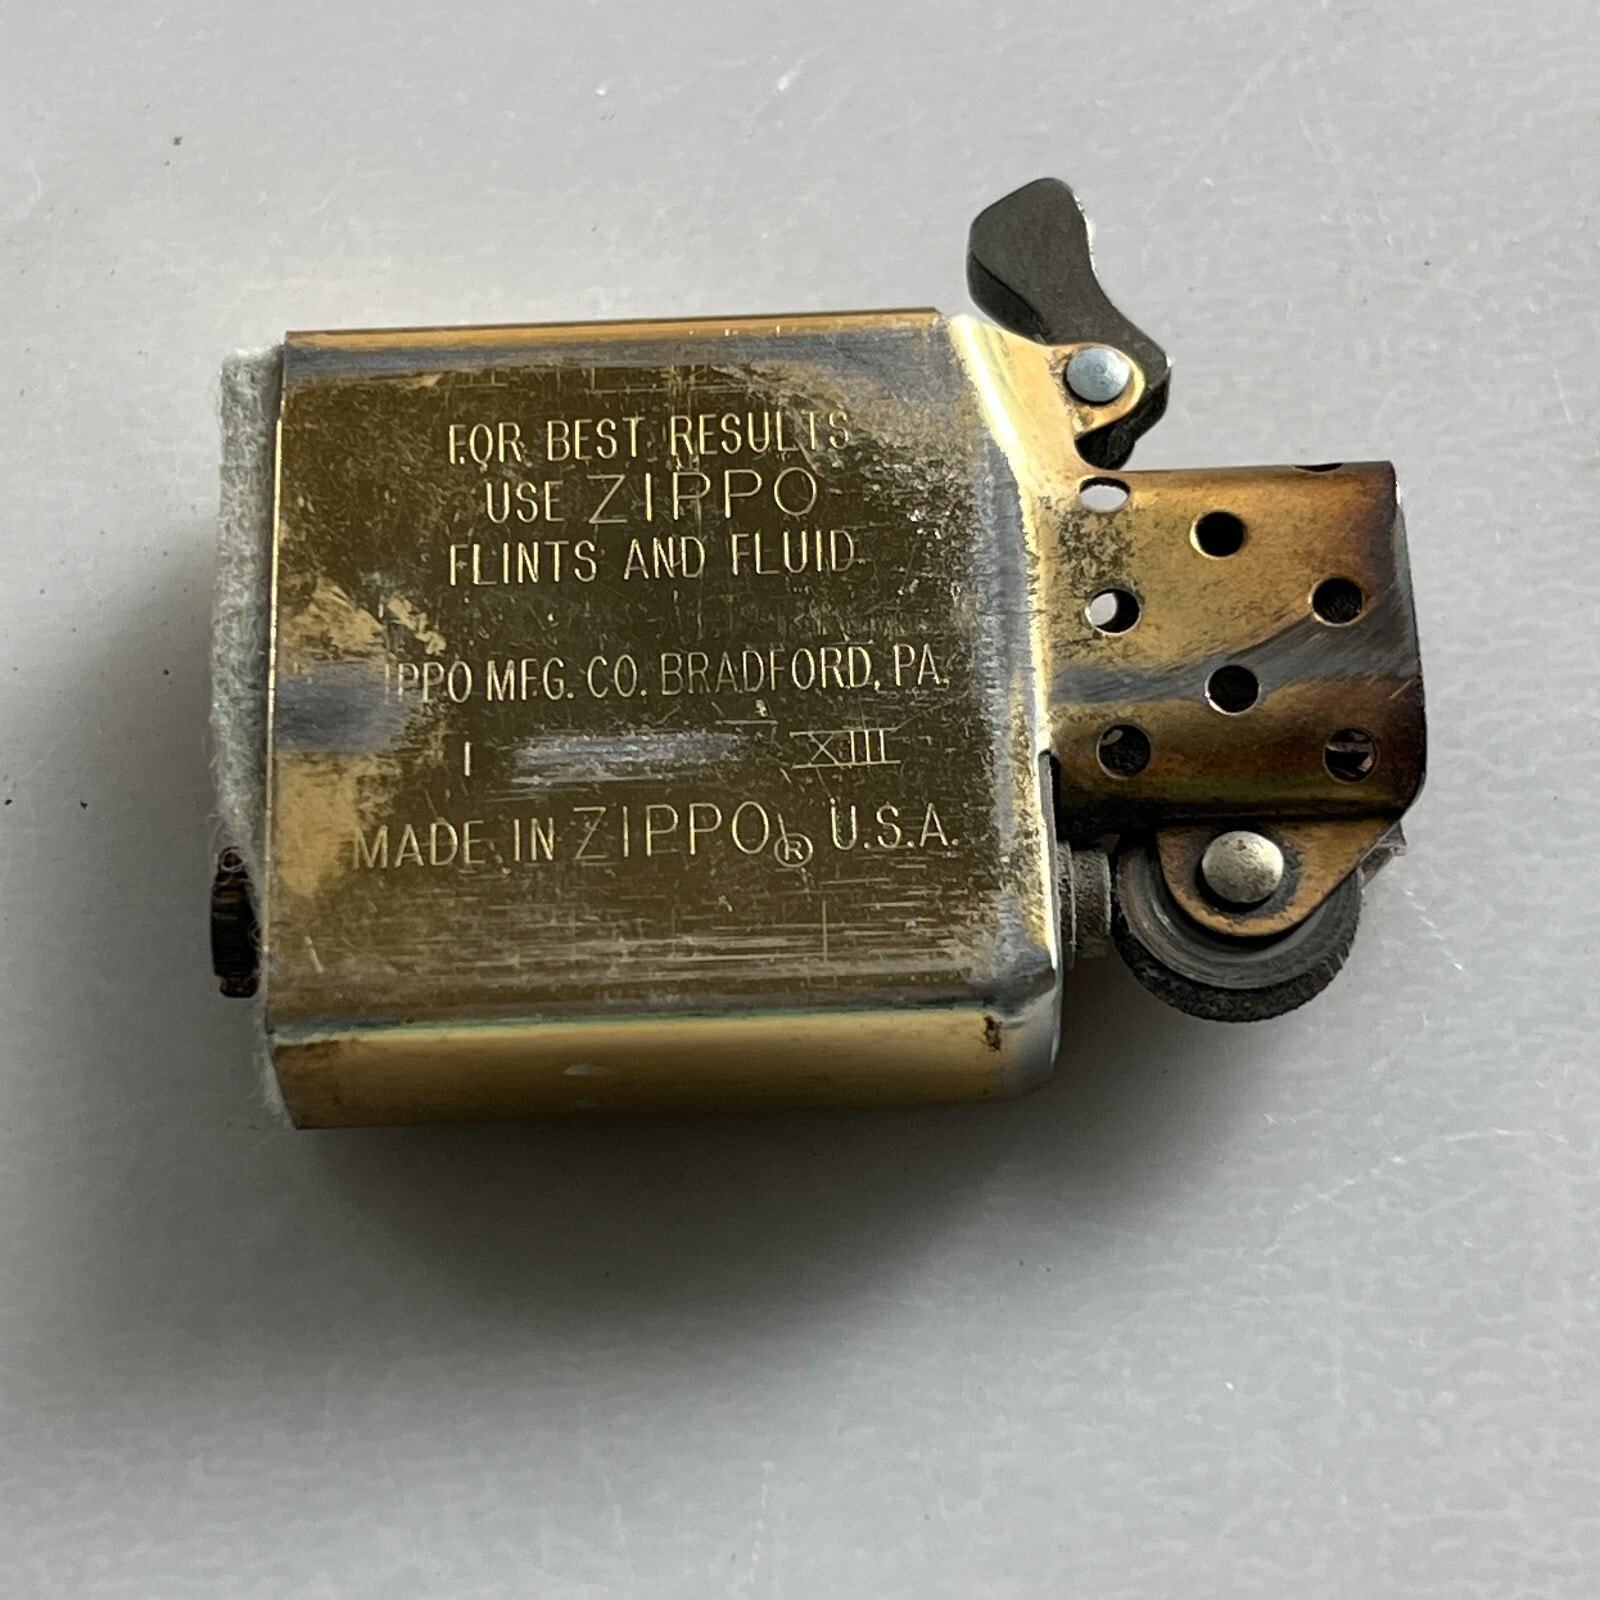 FOR BEST RESULTS
USE ZIPPO
FLINTS AND FLUID
IPPO MFG. CO. BRADFORD, PA.
I XIII
MADE IN ZIPPO® U.S.A.